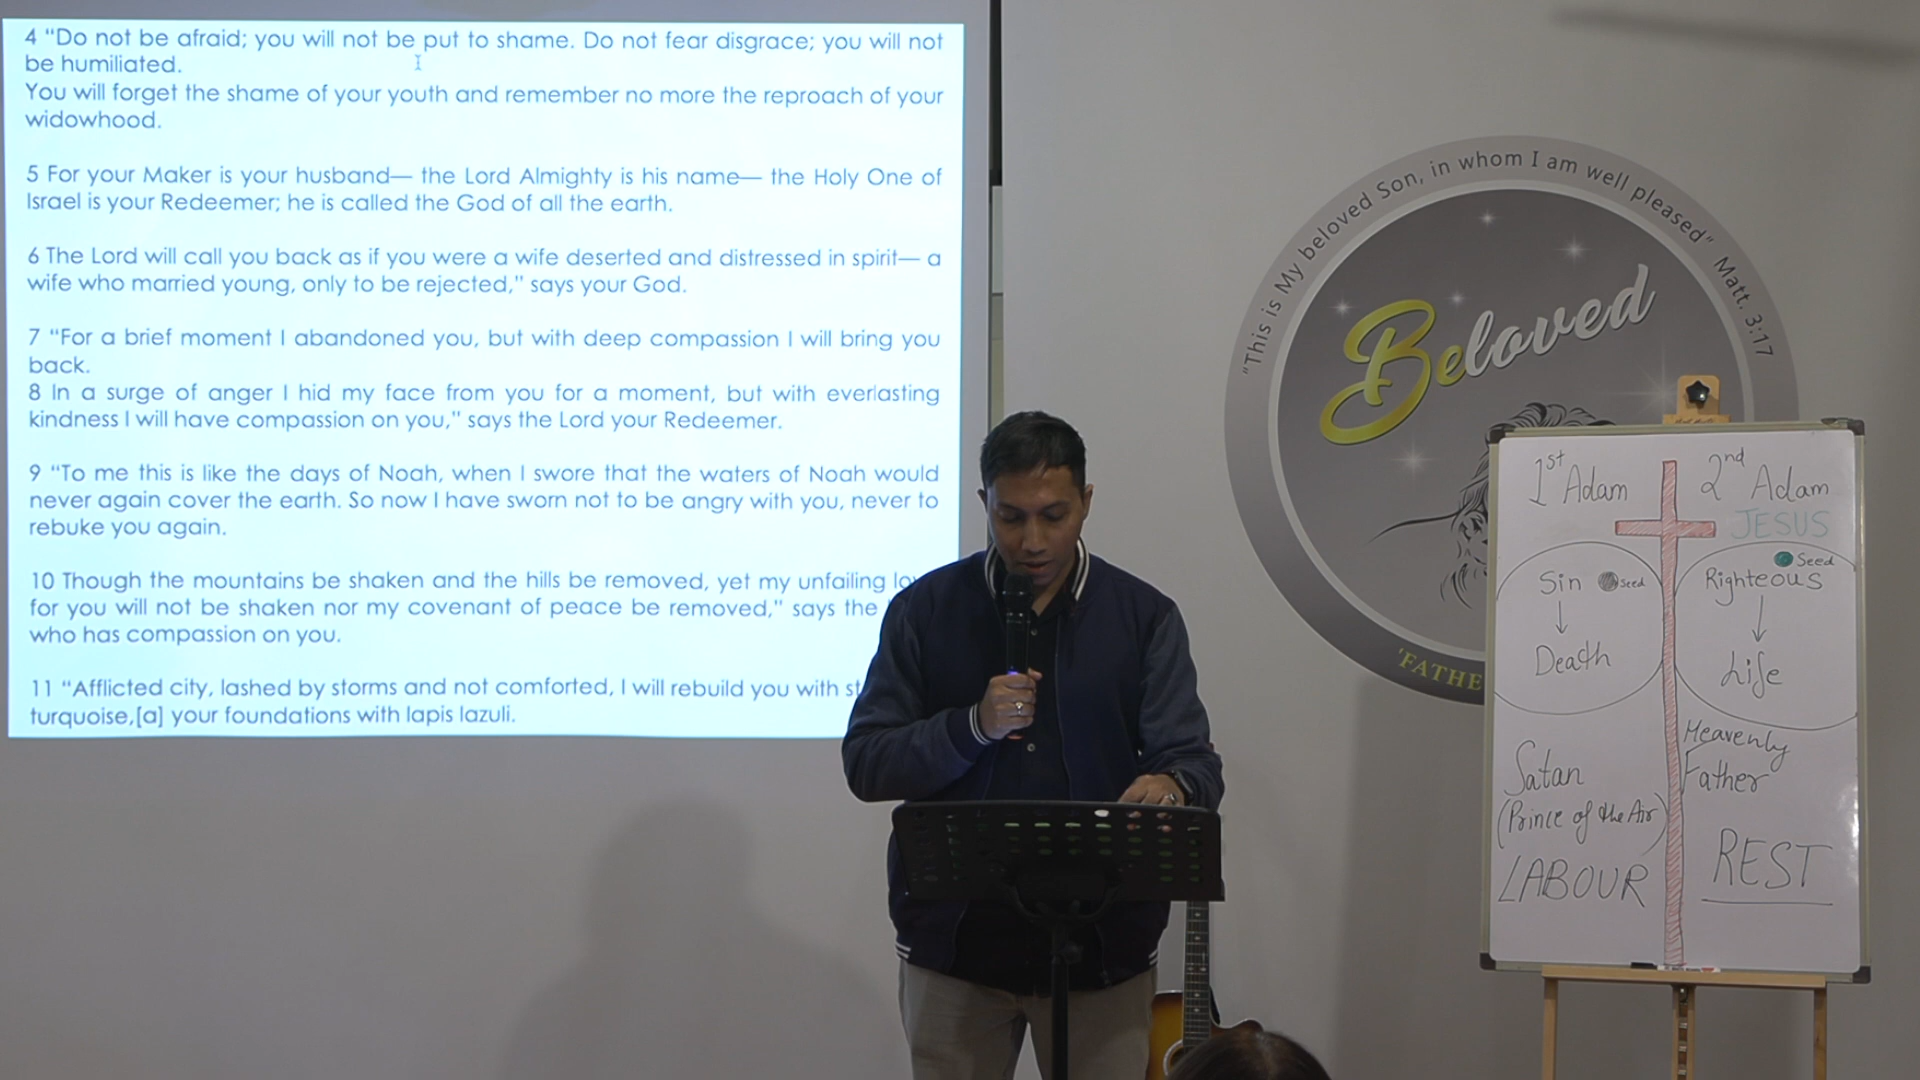 4 “Do not be afraid; you will not be put to shame. Do not fear disgrace; you will not
be humiliated.
You will forget the shame of your youth and remember no more the reproach of your
widowhood.
5 For your Maker is your husband— the Lord Almighty is his name— the Holy One of
Israel is your Redeemer; he is called the God of all the earth.
6 The Lord will call you back as if you were a wife deserted and distressed in spirit— a
wife who married young, only to be rejected,” says your God.
7 “For a brief moment I abandoned you, but with deep compassion I will bring you
back.
8 In a surge of anger I hid my face from you for a moment, but with everlasting
kindness I will have compassion on you,” says the Lord your Redeemer.
9 “To me this is like the days of Noah, when I swore that the waters of Noah would
never again cover the earth. So now I have sworn not to be angry with you, never to
rebuke you again.
10 Though the mountains be shaken and the hills be removed, yet my unfailing
for you will not be shaken nor my covenant of peace be removed,” says the
who has compassion on you.
11 “Afflicted city, lashed by storms and not comforted, I will rebuild you with
turquoise,[a] your foundations with lapis lazuli.
“This is My beloved Son, in whom I am well pleased” Matt. 3:17
Beloved
‘FATHE
1st Adam
2nd Adam
JESUS
Sin Seed
Death
Seed
Righteous
Life
Satan
(Prince of the Air)
LABOUR
Heavenly
Father
REST